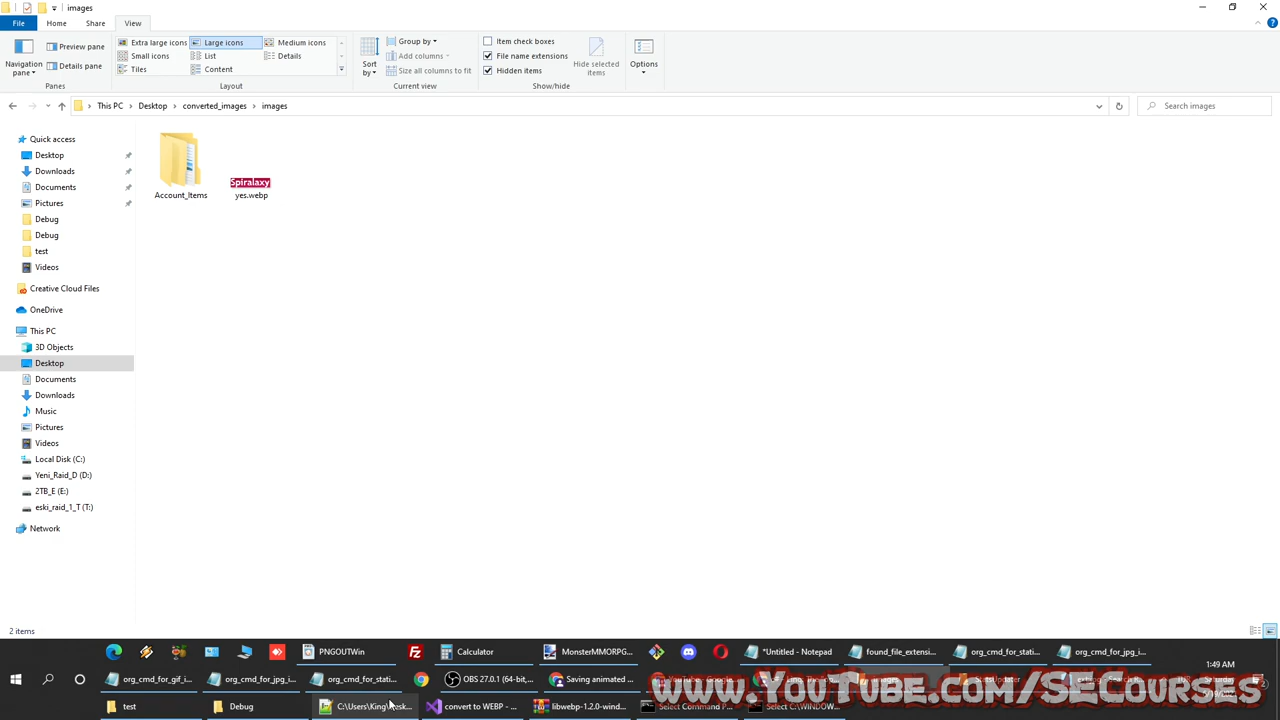 images
File
Home
Share
View
Navigation pane
Preview pane
Details pane
Panes
Extra large icons
Large icons
Medium icons
Small icons
List
Details
Tiles
Content
Layout
Sort by
Group by
Add columns
Size all columns to fit
Current view
Item check boxes
File name extensions
Hidden items
Hide selected items
Show/hide
Options
This PC
Desktop
converted_images
images
Search images
Quick access
Desktop
Downloads
Documents
Pictures
Debug
Debug
test
Videos
Creative Cloud Files
OneDrive
This PC
3D Objects
Desktop
Documents
Downloads
Music
Pictures
Videos
Local Disk (C:)
Yeni_Raid_D (D:)
2TB_E (E:)
eski_raid_1_T (T:)
Network
Account_Items
Spiralaxy
yes.webp
2 items
PNGOUTWin
Calculator
MonsterMMORPG...
*Untitled - Notepad
found_file_extensi...
org_cmd_for_stati...
org_cmd_for_jpg_i...
1:49 AM
org_cmd_for_gif_i...
org_cmd_for_jpg_i...
org_cmd_for_stati...
OBS 27.0.1 (64-bit,...
Saving animated ...
www.YouTube.com/SECourses
test
Debug
C:\Users\King\Desk...
convert to WEBP - ...
libwebp-1.2.0-wind...
Select Command P...
Select C:\WINDOW...